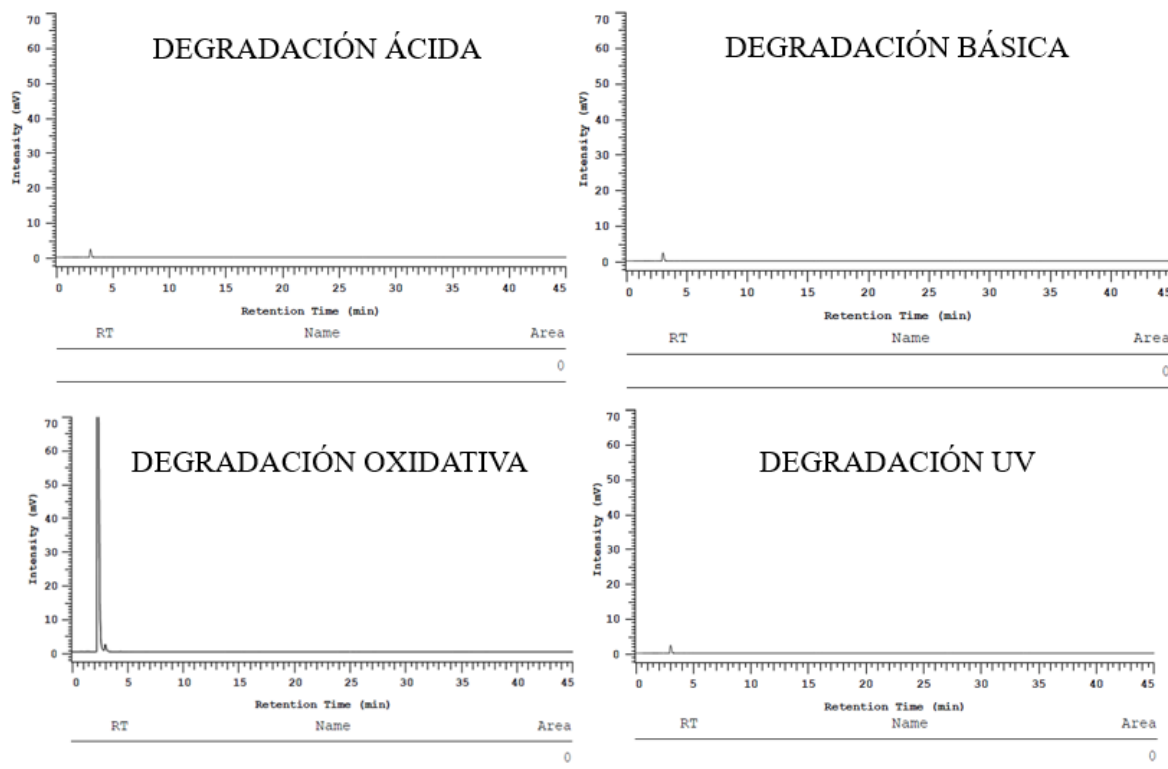 DEGRADACIÓN ÁCIDA
Intensity (mV)
70
60
50
40
30
20
10
0
0 5 10 15 20 25 30 35 40 45
Retention Time (min)
RT Name Area
0
DEGRADACIÓN BÁSICA
Intensity (mV)
70
60
50
40
30
20
10
0
0 5 10 15 20 25 30 35 40 45
Retention Time (min)
RT Name Area
0
DEGRADACIÓN OXIDATIVA
Intensity (mV)
70
60
50
40
30
20
10
0
0 5 10 15 20 25 30 35 40 45
Retention Time (min)
RT Name Area
0
DEGRADACIÓN UV
Intensity (mV)
70
60
50
40
30
20
10
0
0 5 10 15 20 25 30 35 40 45
Retention Time (min)
RT Name Area
0